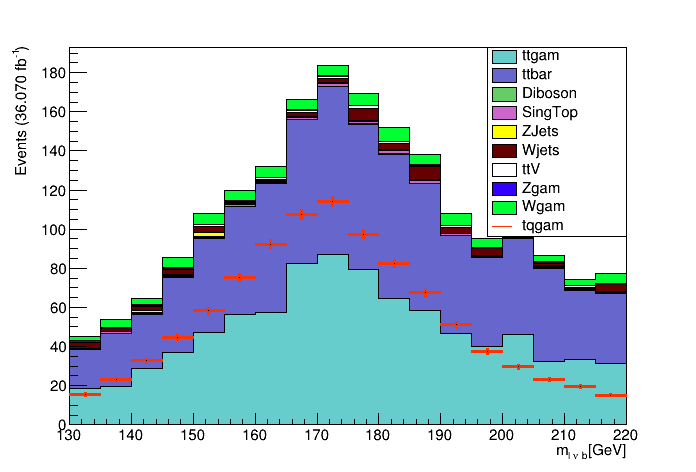 Events (36.070 fb⁻¹)
180
160
140
120
100
80
60
40
20
0
ttgam
ttbar
Diboson
SingTop
ZJets
Wjets
ttV
Zgam
Wgam
tqgam
130 140 150 160 170 180 190 200 210 220
m_{l γ b}[GeV]